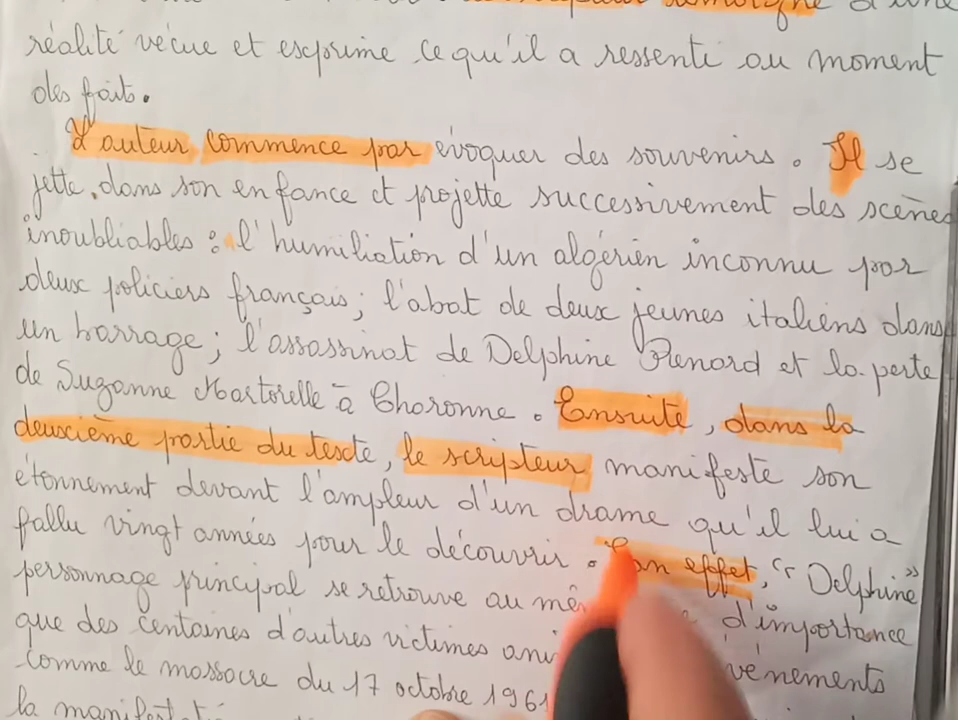 témoigne d'une
réalité vécue et exprime ce qu'il a ressenti au moment
des faits.
L'auteur commence par évoquer des souvenirs. Il se
jette, dans son enfance et projette successivement des scènes
inoubliables : l'humiliation d'un algérien inconnu par
deux policiers français ; l'abat de deux jeunes italiens dans
un barrage ; l'assassinat de Delphine Renard et la perte
de Suzanne Martorelle à Charonne. Ensuite, dans la
deuxième partie du texte, le scripteur manifeste son
étonnement devant l'ampleur d'un drame qu'il lui a
fallu vingt années pour le découvrir. En effet, " Delphine "
personnage principal se retrouve au d'importance
que des centaines d'autres victimes
comme le massacre du 17 octobre 1961
la